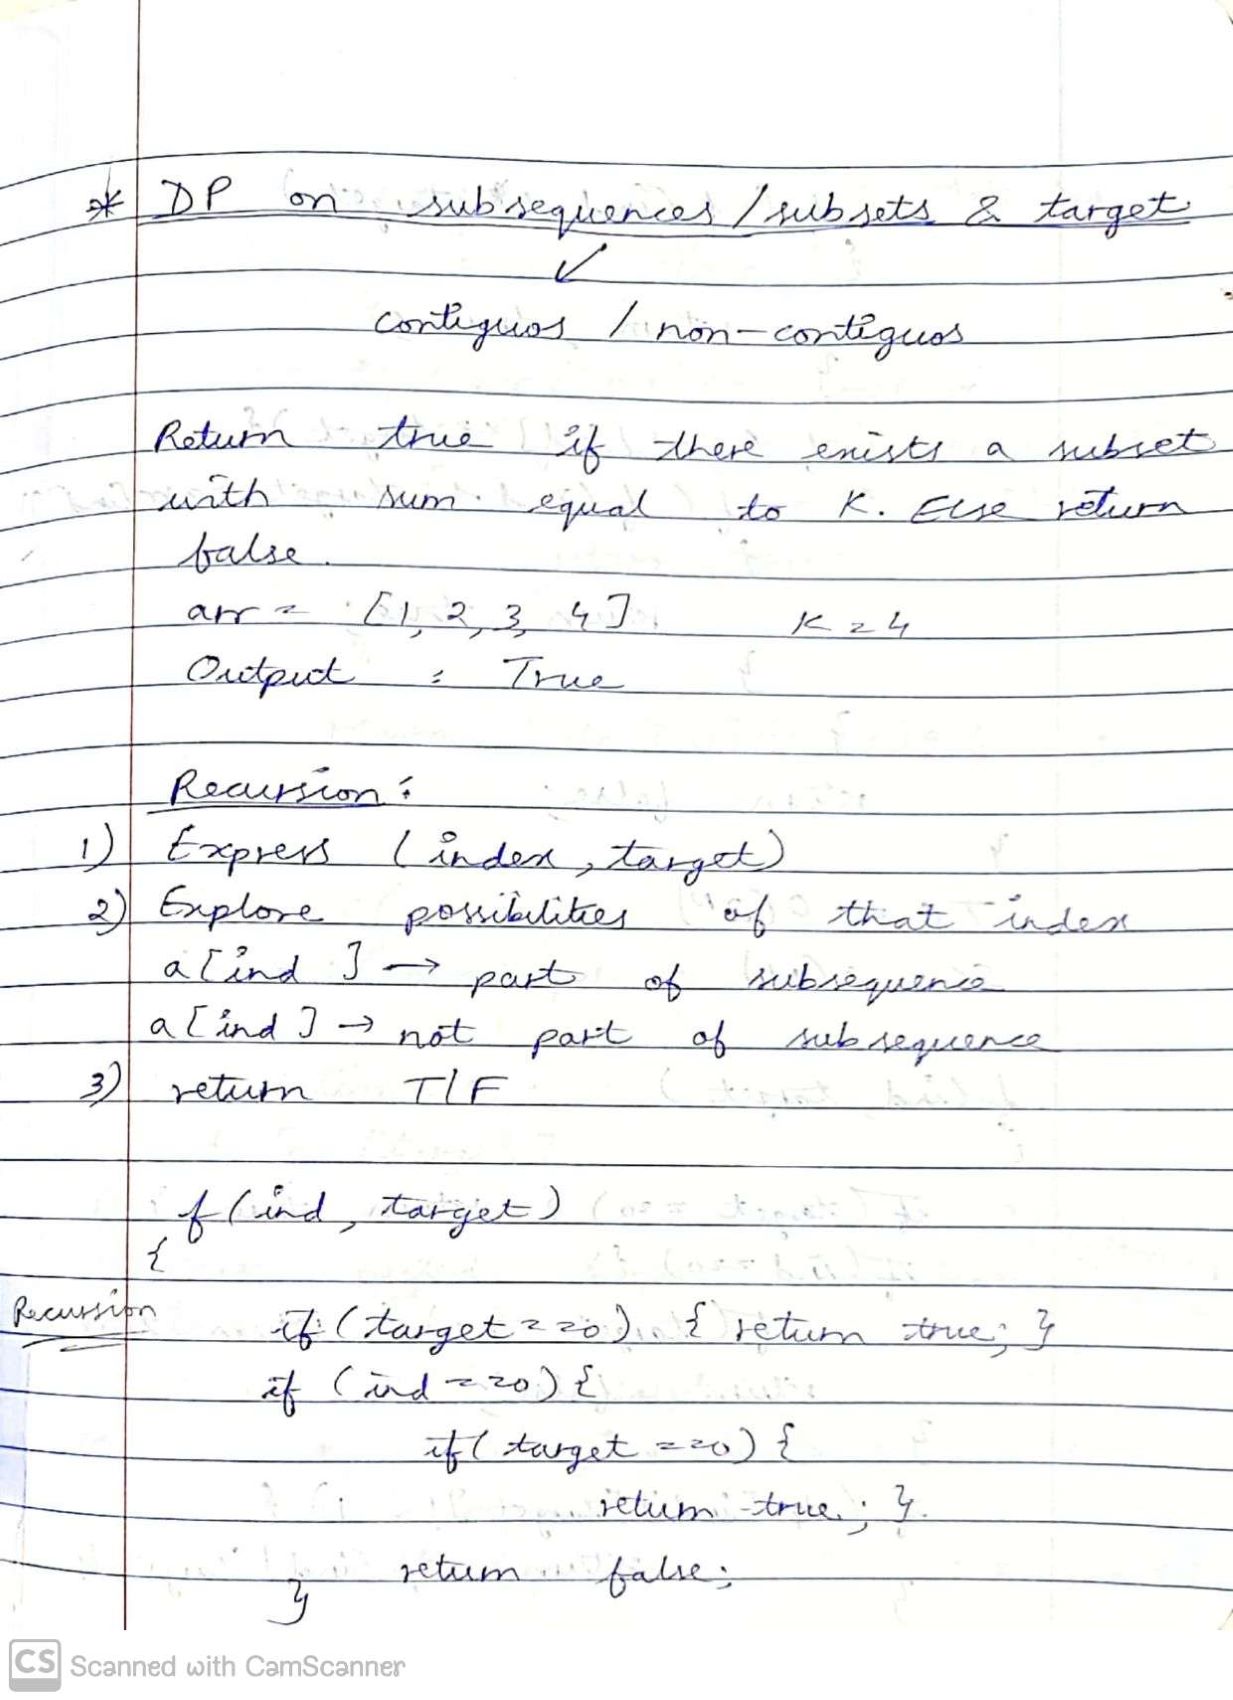 * DP on subsequences / subsets & target
contiguos / non-contiguos
Return true if there exists a subset
with sum equal to K. Else return
false.
arr = [1, 2, 3, 4] K = 4
Output : True
Recursion :
1) Express (index, target)
2) Explore possibilities of that index
a[ind] → part of subsequence
a[ind] → not part of subsequence
3) return T/F
f(ind, target)
{
Recursion
if (target == 0) { return true; }
if (ind == 0) {
if (target == 0) {
return true; }
return false;
}
CS Scanned with CamScanner